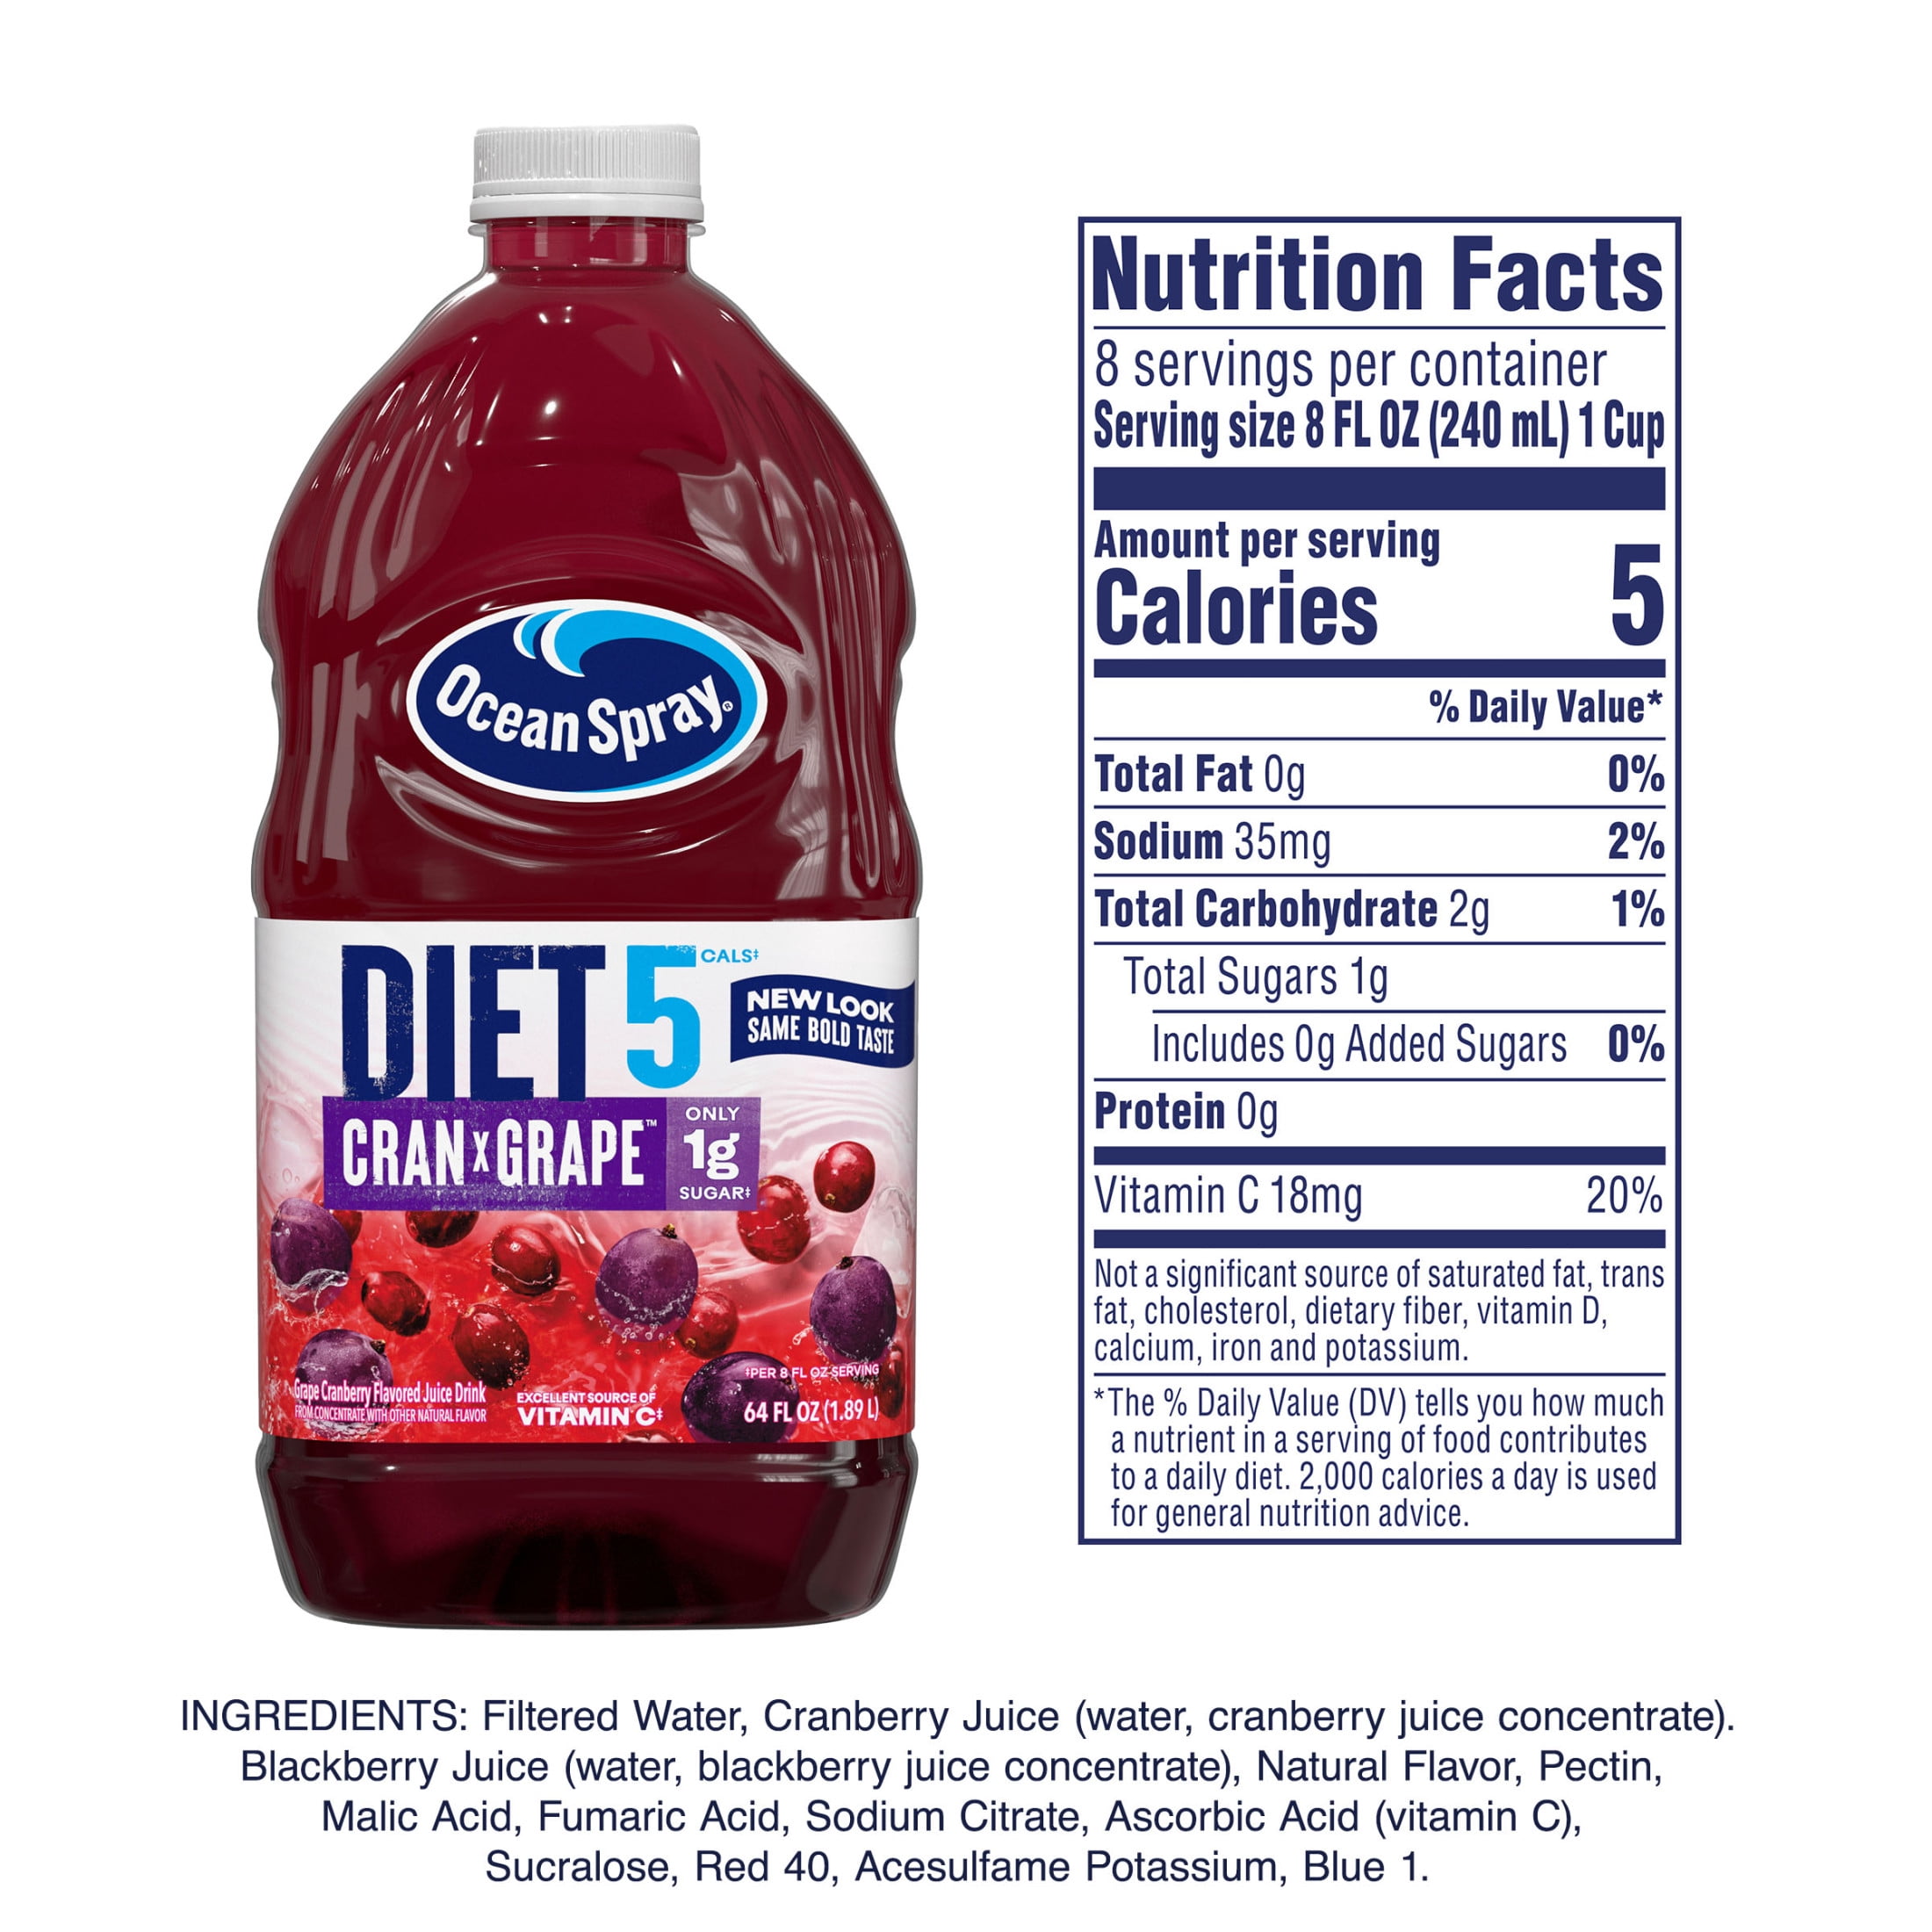 Ocean Spray®
DIET 5 CALS‡
NEW LOOK
SAME BOLD TASTE
CRAN X GRAPE™
ONLY
1g
SUGAR‡
‡PER 8 FL OZ SERVING
Grape Cranberry Flavored Juice Drink
FROM CONCENTRATE WITH OTHER NATURAL FLAVOR
EXCELLENT SOURCE OF
VITAMIN C‡
64 FL OZ (1.89 L)
Nutrition Facts
8 servings per container
Serving size 8 FL OZ (240 mL) 1 Cup
Amount per serving
Calories 5
% Daily Value*
Total Fat 0g 0%
Sodium 35mg 2%
Total Carbohydrate 2g 1%
Total Sugars 1g
Includes 0g Added Sugars 0%
Protein 0g
Vitamin C 18mg 20%
Not a significant source of saturated fat, trans
fat, cholesterol, dietary fiber, vitamin D,
calcium, iron and potassium.
*The % Daily Value (DV) tells you how much
a nutrient in a serving of food contributes
to a daily diet. 2,000 calories a day is used
for general nutrition advice.
INGREDIENTS: Filtered Water, Cranberry Juice (water, cranberry juice concentrate).
Blackberry Juice (water, blackberry juice concentrate), Natural Flavor, Pectin,
Malic Acid, Fumaric Acid, Sodium Citrate, Ascorbic Acid (vitamin C),
Sucralose, Red 40, Acesulfame Potassium, Blue 1.